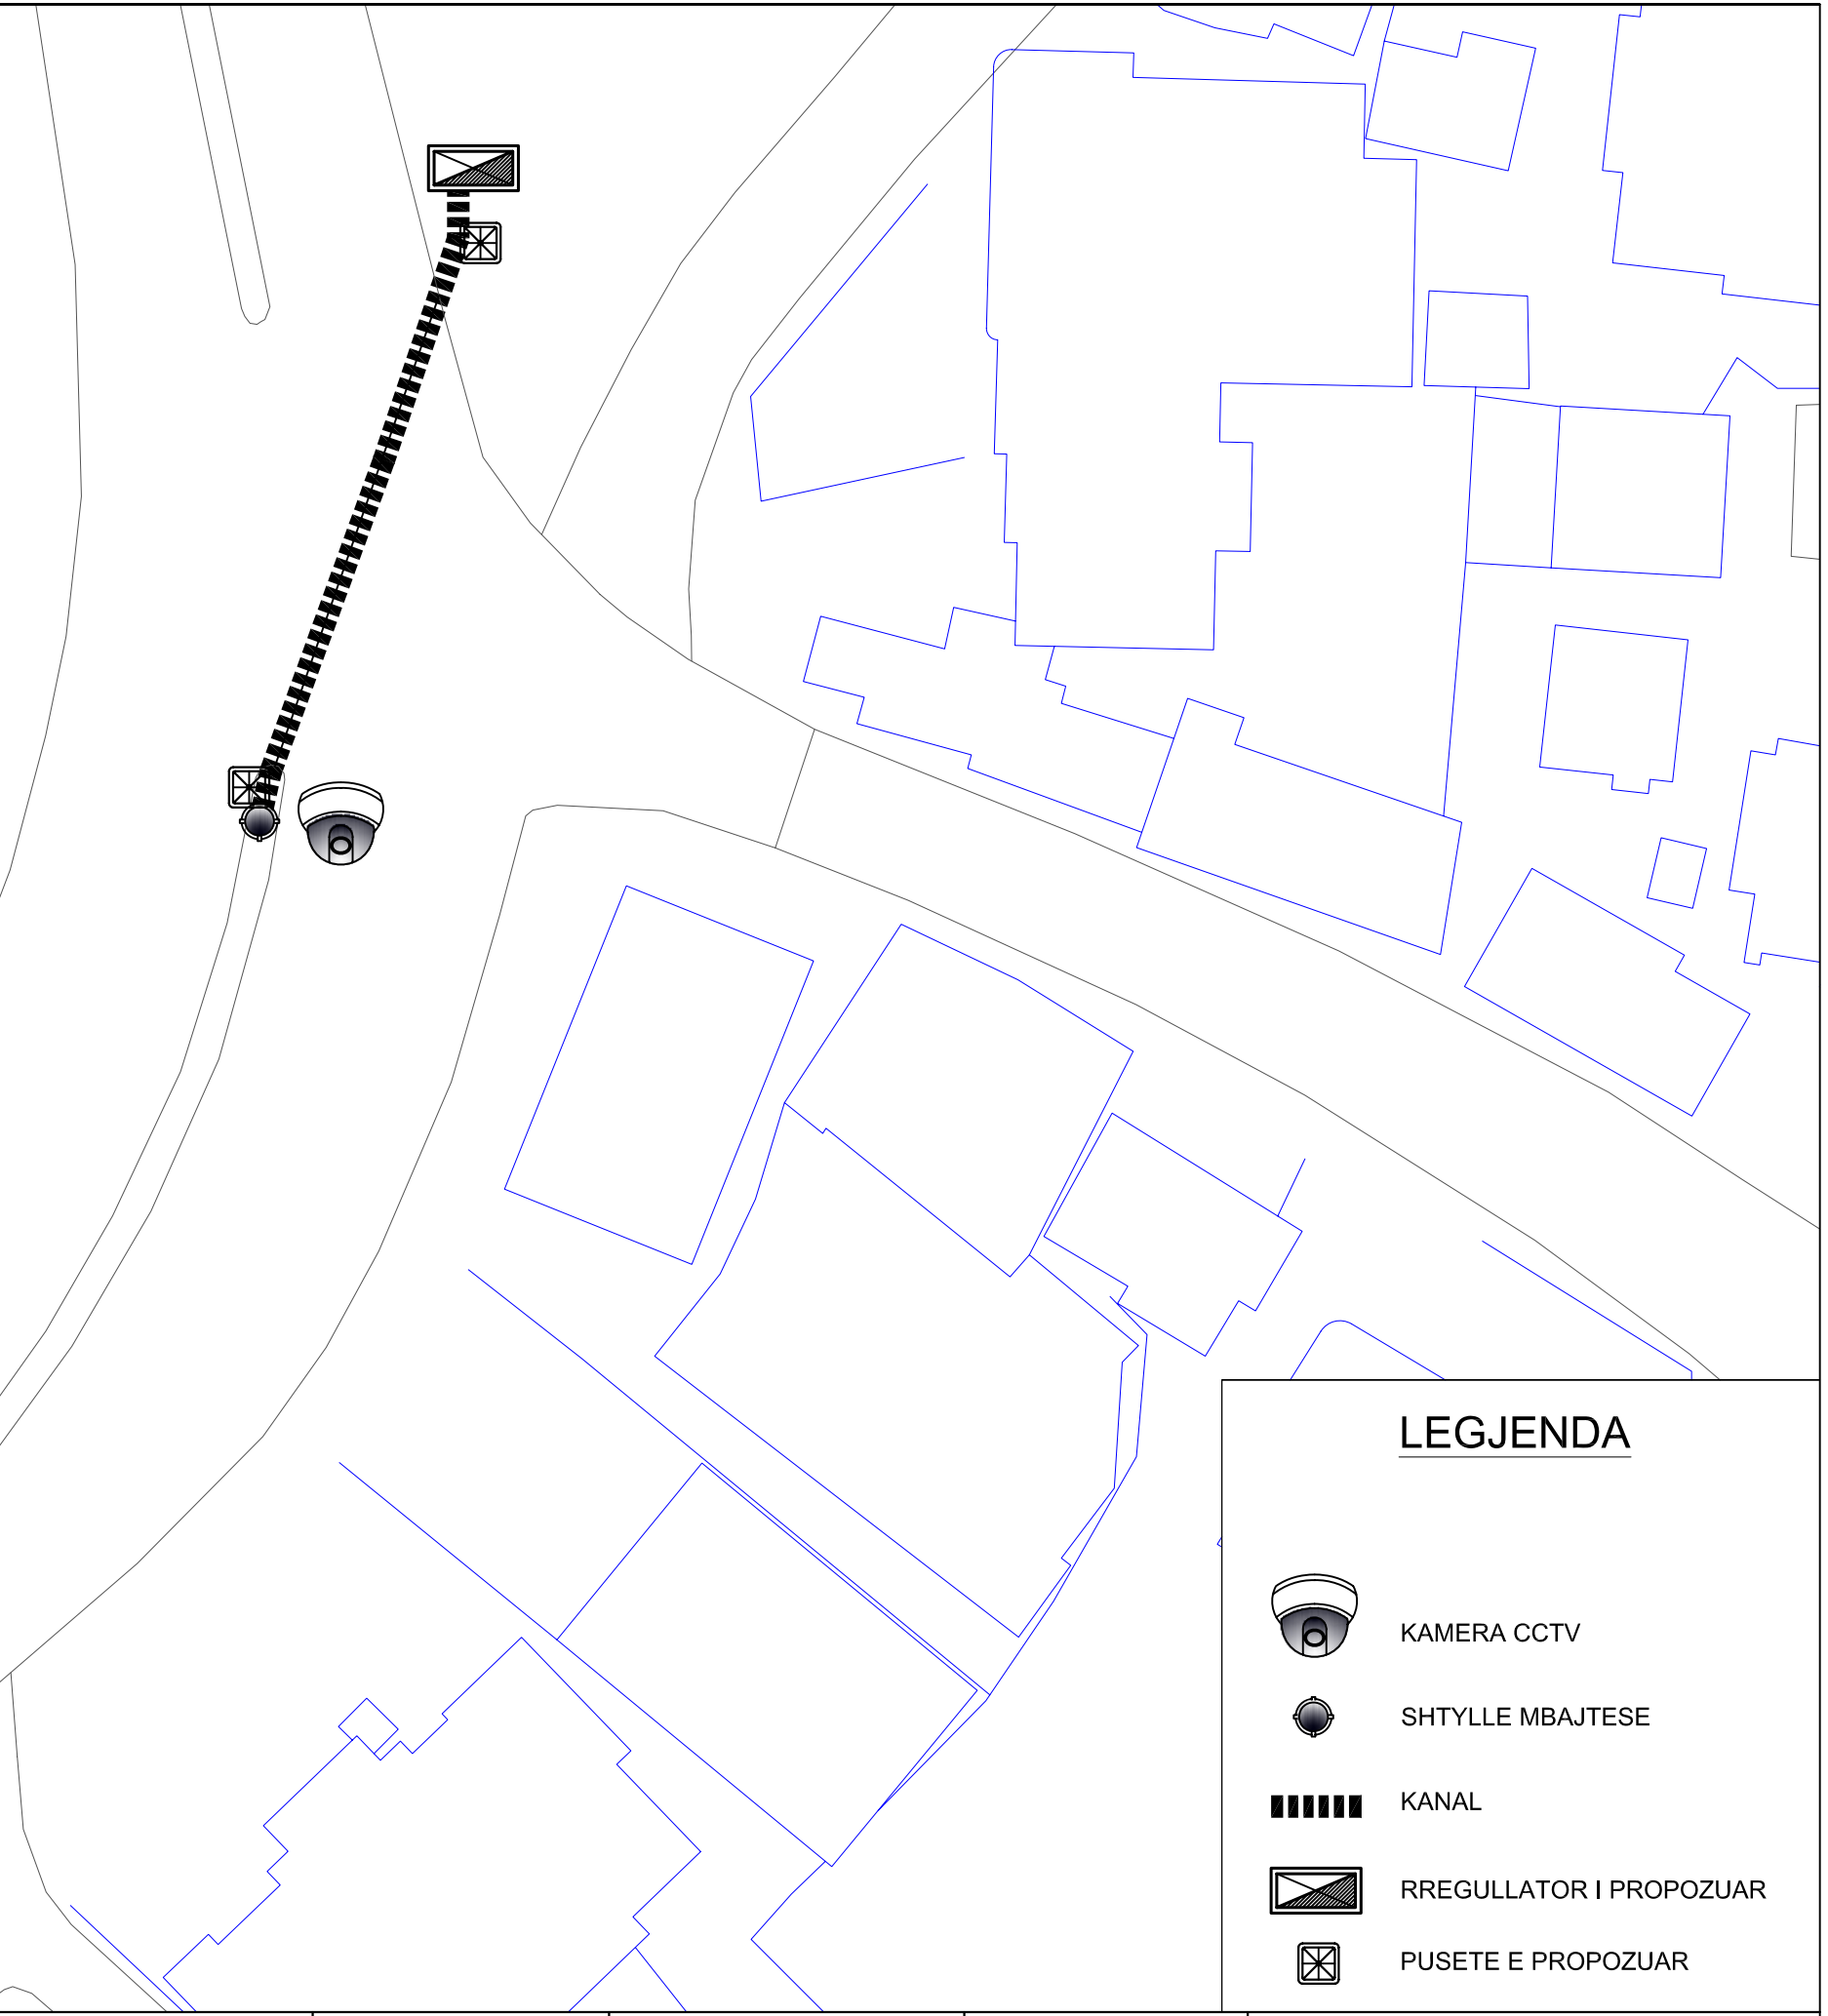 LEGJENDA
KAMERA CCTV
SHTYLLE MBAJTESE
KANAL
RREGULLATOR I PROPOZUAR
PUSETE E PROPOZUAR